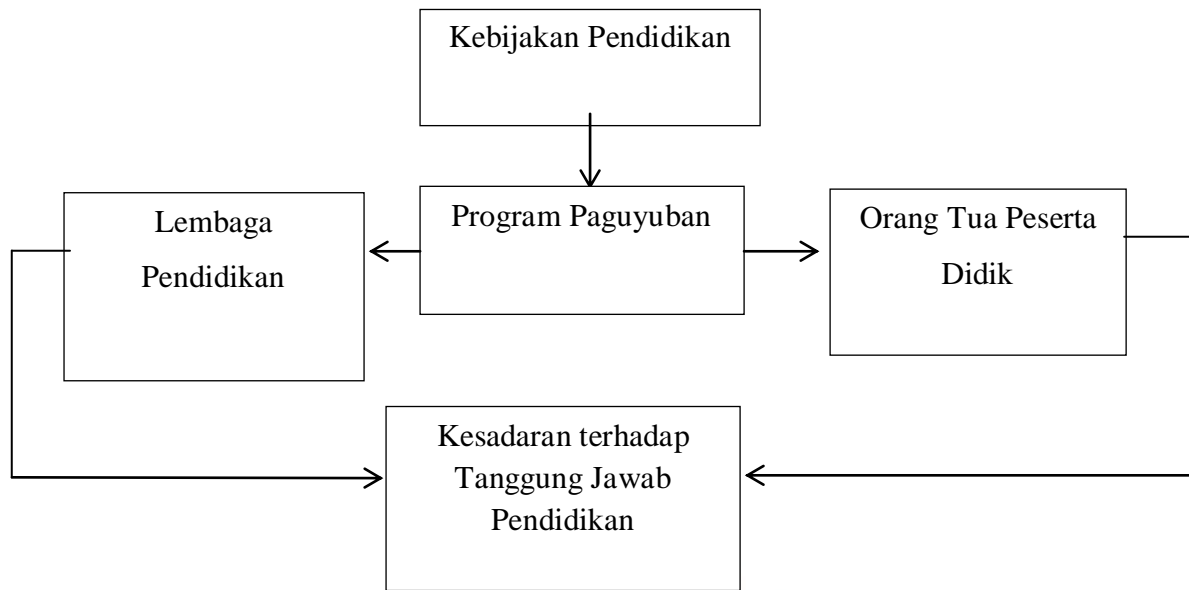 Kebijakan Pendidikan
Lembaga
Pendidikan
Program Paguyuban
Orang Tua Peserta
Didik
Kesadaran terhadap
Tanggung Jawab
Pendidikan